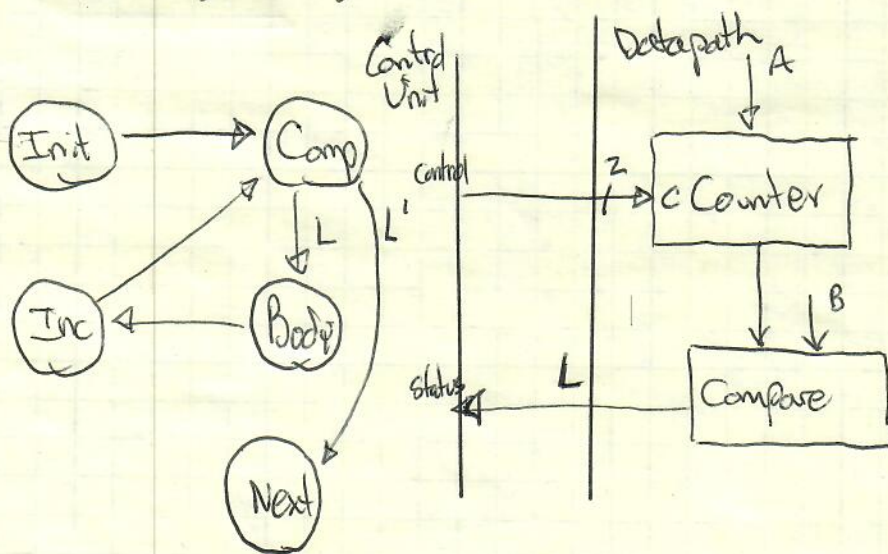 Init
Comp
L
L'
Inc
Body
Next
Control
Unit
Control
Status
L
Datapath
A
2
c Counter
B
Compare